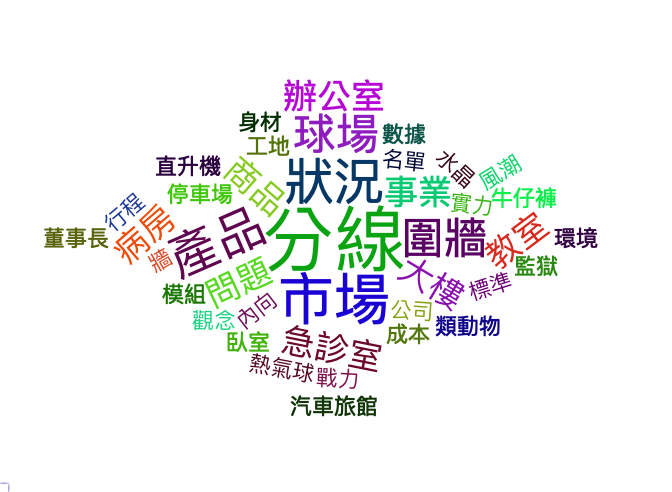 辦公室
身材
球場
數據
工地
名單
水晶
風潮
直升機
商品
狀況
事業
停車場
實力
牛仔褲
行程
病房
產品
分線
圍牆
教室
環境
董事長
牆
問題
大樓
監獄
模組
內向
市場
標準
觀念
公司
類動物
臥室
急診室
成本
熱氣球
戰力
汽車旅館